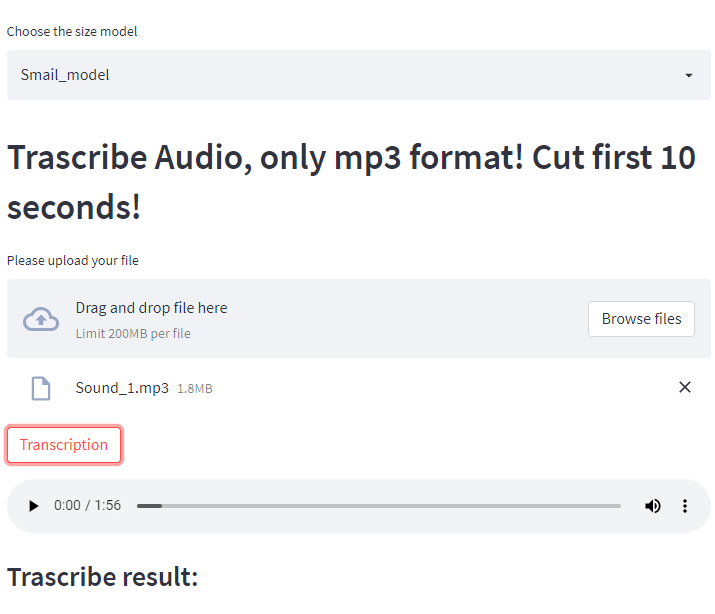 Choose the size model
Smail_model
Trascribe Audio, only mp3 format! Cut first 10
seconds!
Please upload your file
Drag and drop file here
Limit 200MB per file
Browse files
Sound_1.mp3 1.8MB
Transcription
0:00 / 1:56
Trascribe result: